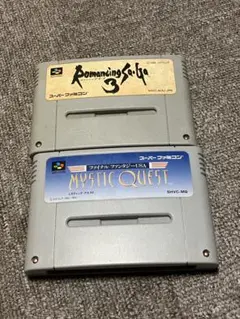 Romancing Sa·Ga
3
スーパーファミコン
スーパーファミコン
ファイナルファンタジーUSA
MYSTIC QUEST
SHVC-MQ